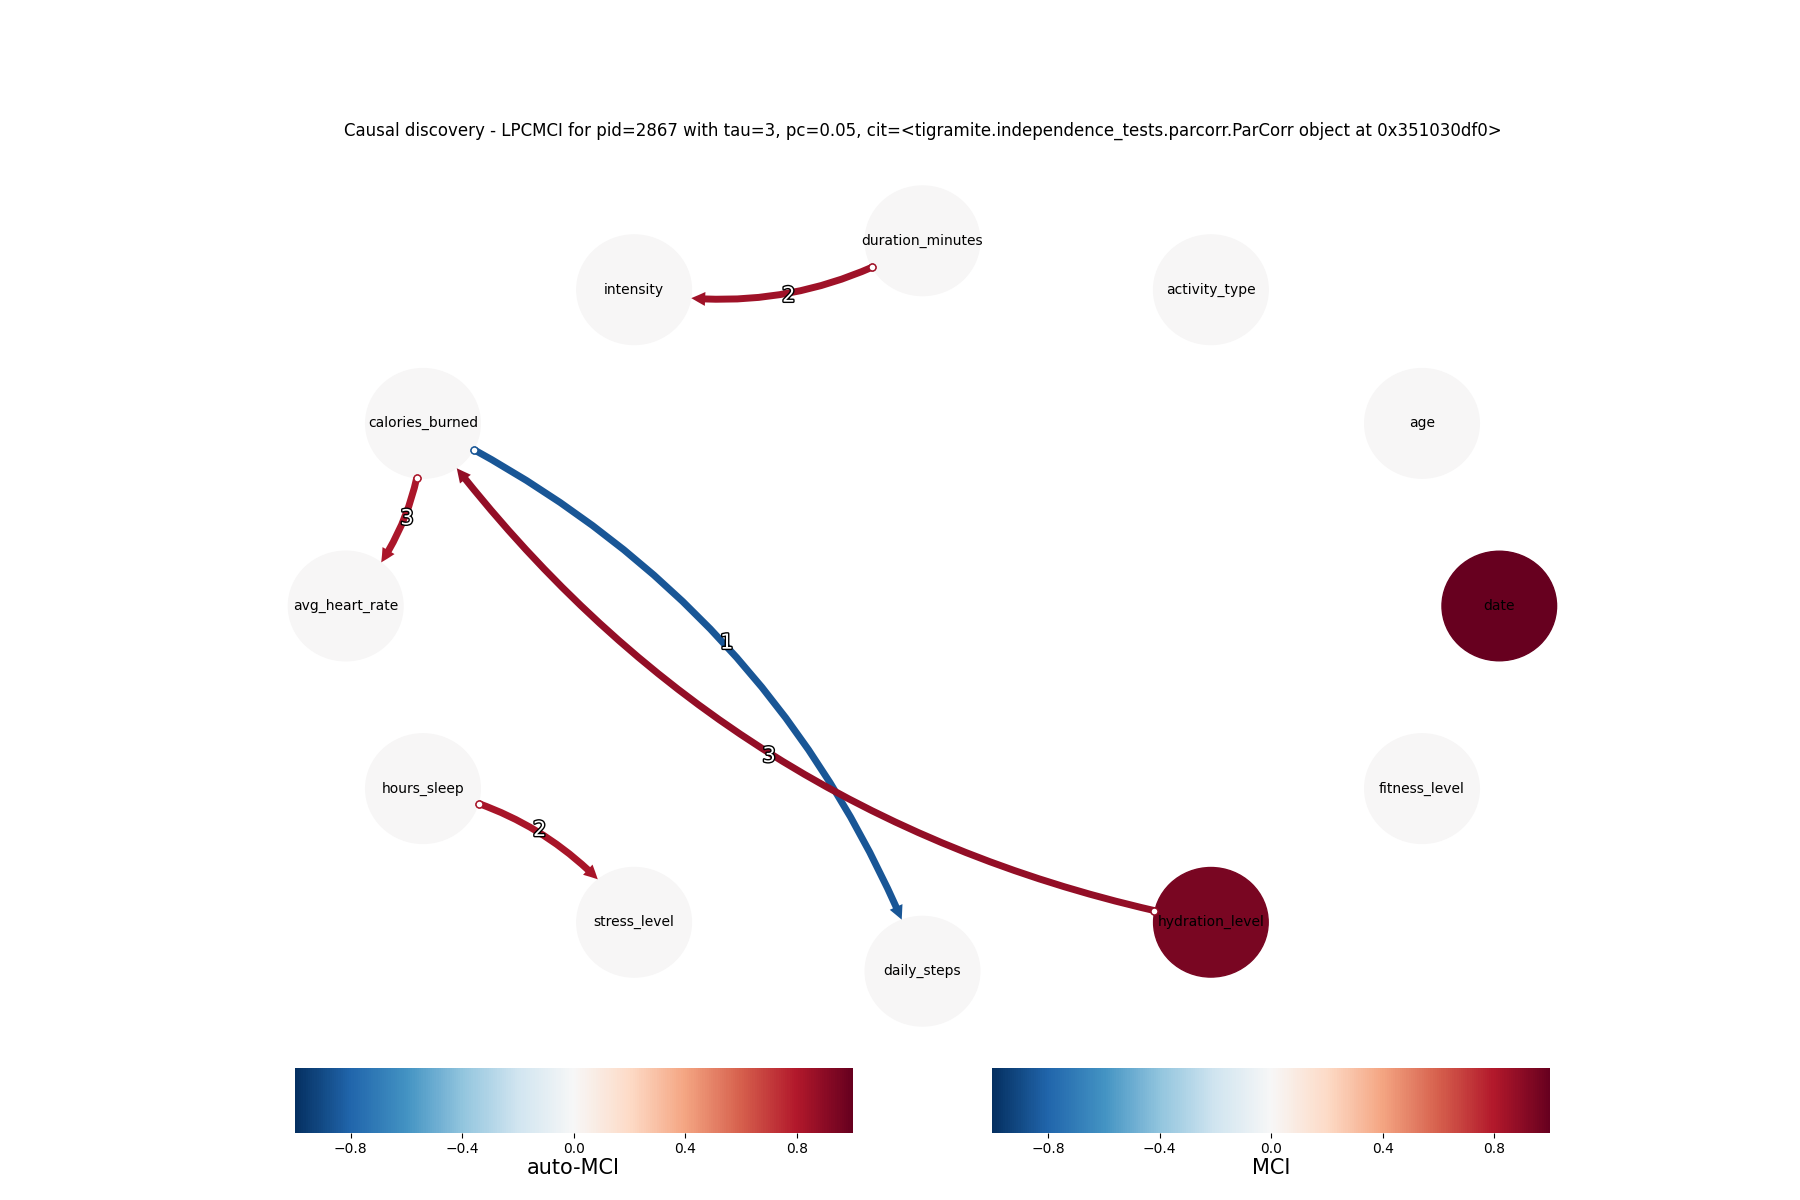 Causal discovery - LPCMCI for pid=2867 with tau=3, pc=0.05, cit=<tigramite.independence_tests.parcorr.ParCorr object at 0x351030df0>
duration_minutes
intensity
activity_type
2
calories_burned
age
3
avg_heart_rate
date
1
3
hours_sleep
fitness_level
2
stress_level
hydration_level
daily_steps
−0.8 −0.4 0.0 0.4 0.8
auto-MCI
−0.8 −0.4 0.0 0.4 0.8
MCI